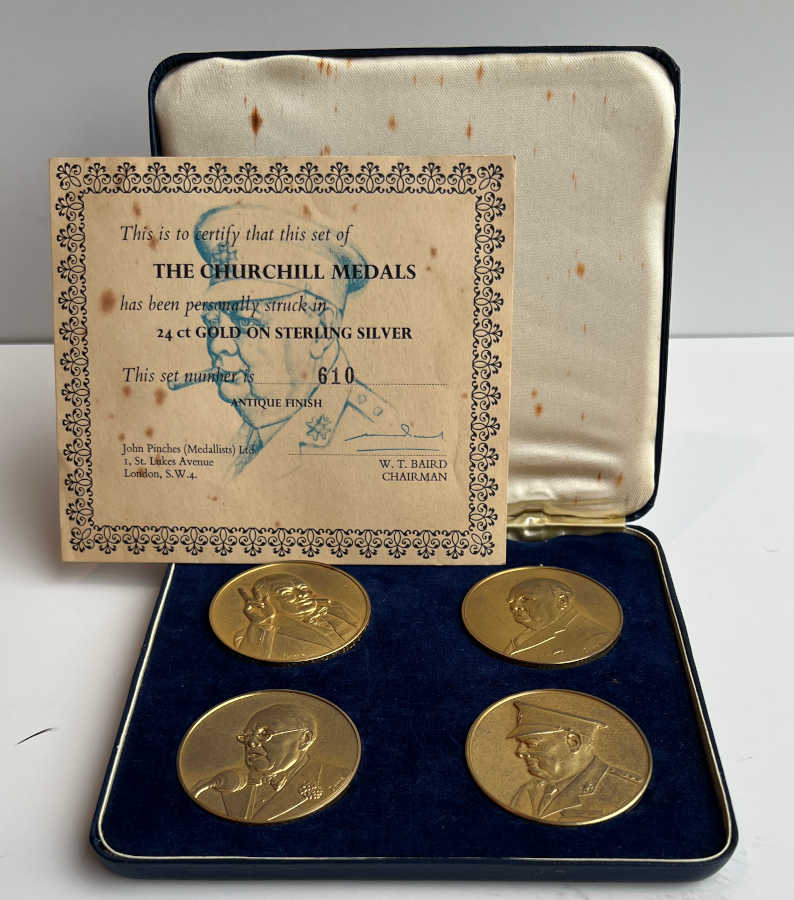 This is to certify that this set of
THE CHURCHILL MEDALS
has been personally struck in
24 ct GOLD ON STERLING SILVER
This set number is 610
ANTIQUE FINISH
John Pinches (Medallists) Ltd.
1, St. Lukes Avenue
London, S.W.4.
W. T. BAIRD
CHAIRMAN